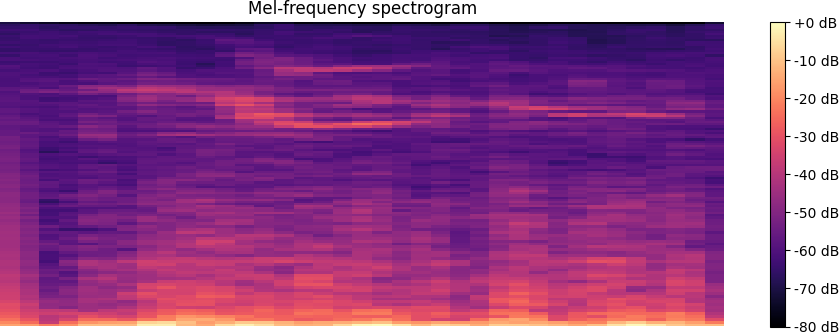 Mel-frequency spectrogram
+0 dB
-10 dB
-20 dB
-30 dB
-40 dB
-50 dB
-60 dB
-70 dB
-80 dB